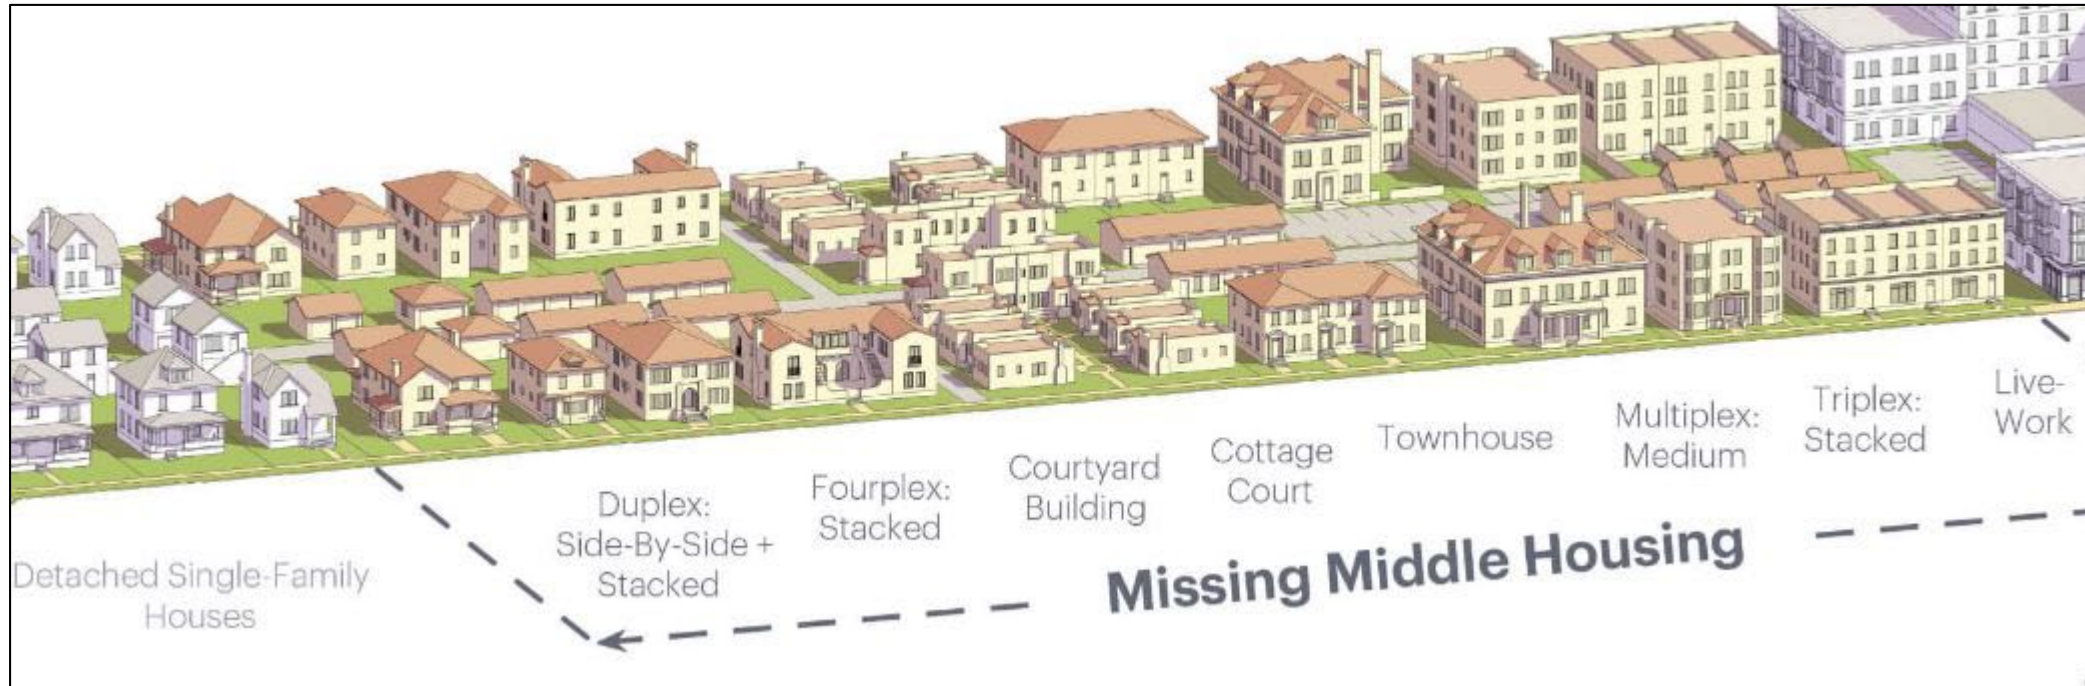 Detached Single-Family
Houses
Duplex:
Side-By-Side +
Stacked
Fourplex:
Stacked
Courtyard
Building
Cottage
Court
Townhouse
Multiplex:
Medium
Triplex:
Stacked
Live-
Work
Missing Middle Housing